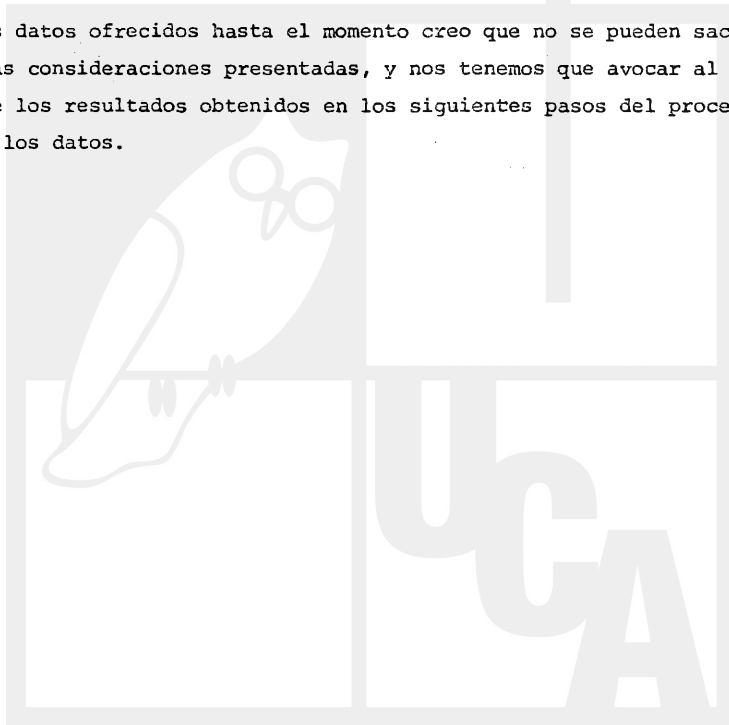 s datos ofrecidos hasta el momento creo que no se pueden sac
as consideraciones presentadas, y nos tenemos que avocar al
e los resultados obtenidos en los siguientes pasos del proce
los datos.
UCA